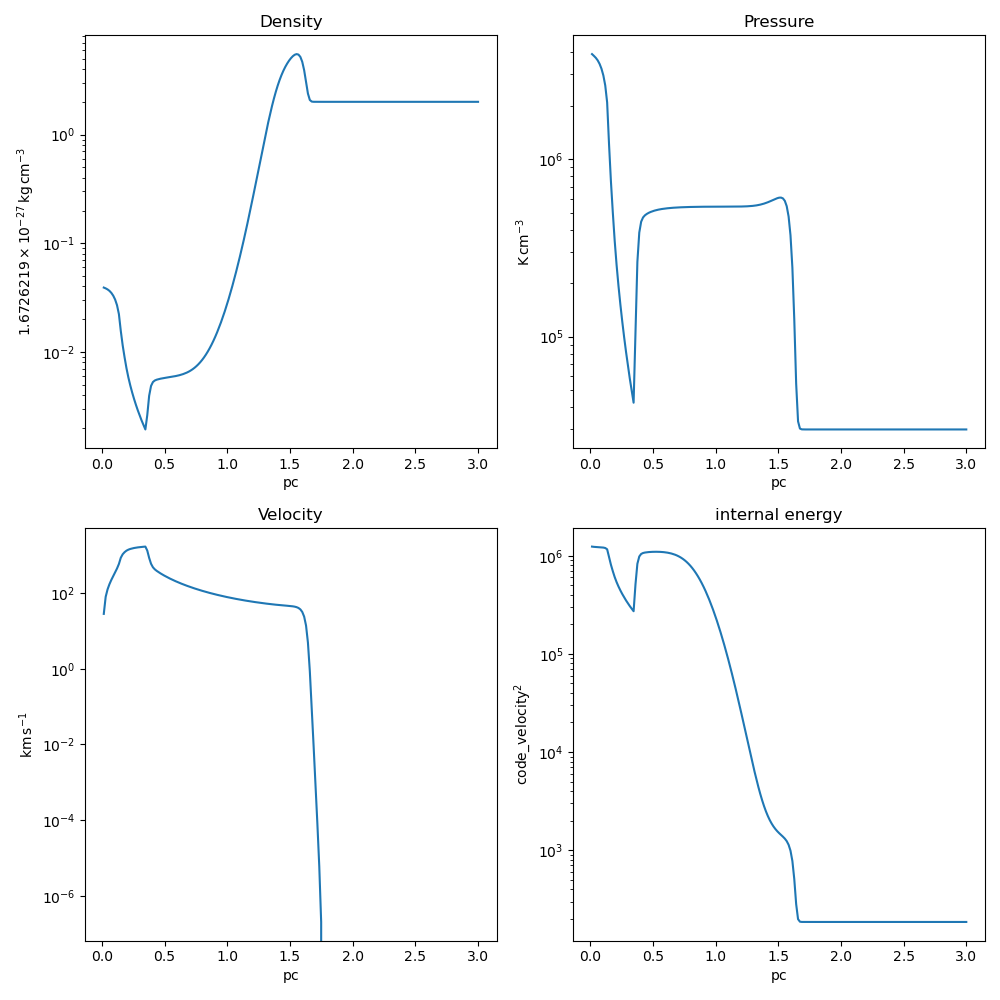 Density
10⁰
10⁻¹
10⁻²
1.6726219 × 10⁻²⁷ kg cm⁻³
0.0 0.5 1.0 1.5 2.0 2.5 3.0
pc
Pressure
10⁶
10⁵
K cm⁻³
0.0 0.5 1.0 1.5 2.0 2.5 3.0
pc
Velocity
10²
10⁰
10⁻²
10⁻⁴
10⁻⁶
km s⁻¹
0.0 0.5 1.0 1.5 2.0 2.5 3.0
pc
internal energy
10⁶
10⁵
10⁴
10³
code_velocity²
0.0 0.5 1.0 1.5 2.0 2.5 3.0
pc